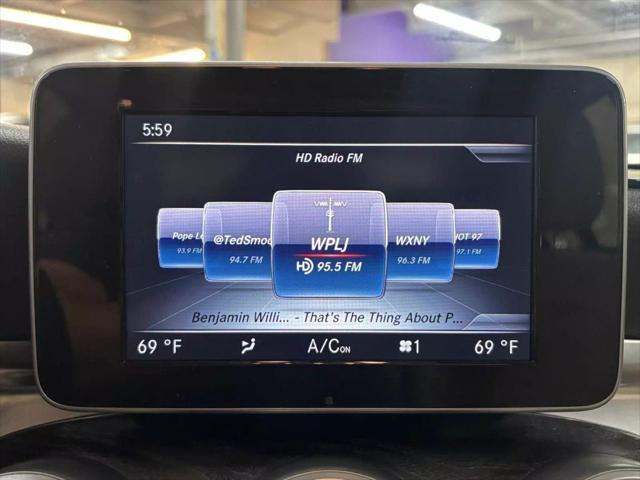 5:59
HD Radio FM
Pope Le @TedSmoo WPLJ WXNY HOT 97
93.9 FM 94.7 FM HD 95.5 FM 96.3 FM 97.1 FM
Benjamin Willi... - That's The Thing About P...
69 °F A/C ON 1 69 °F